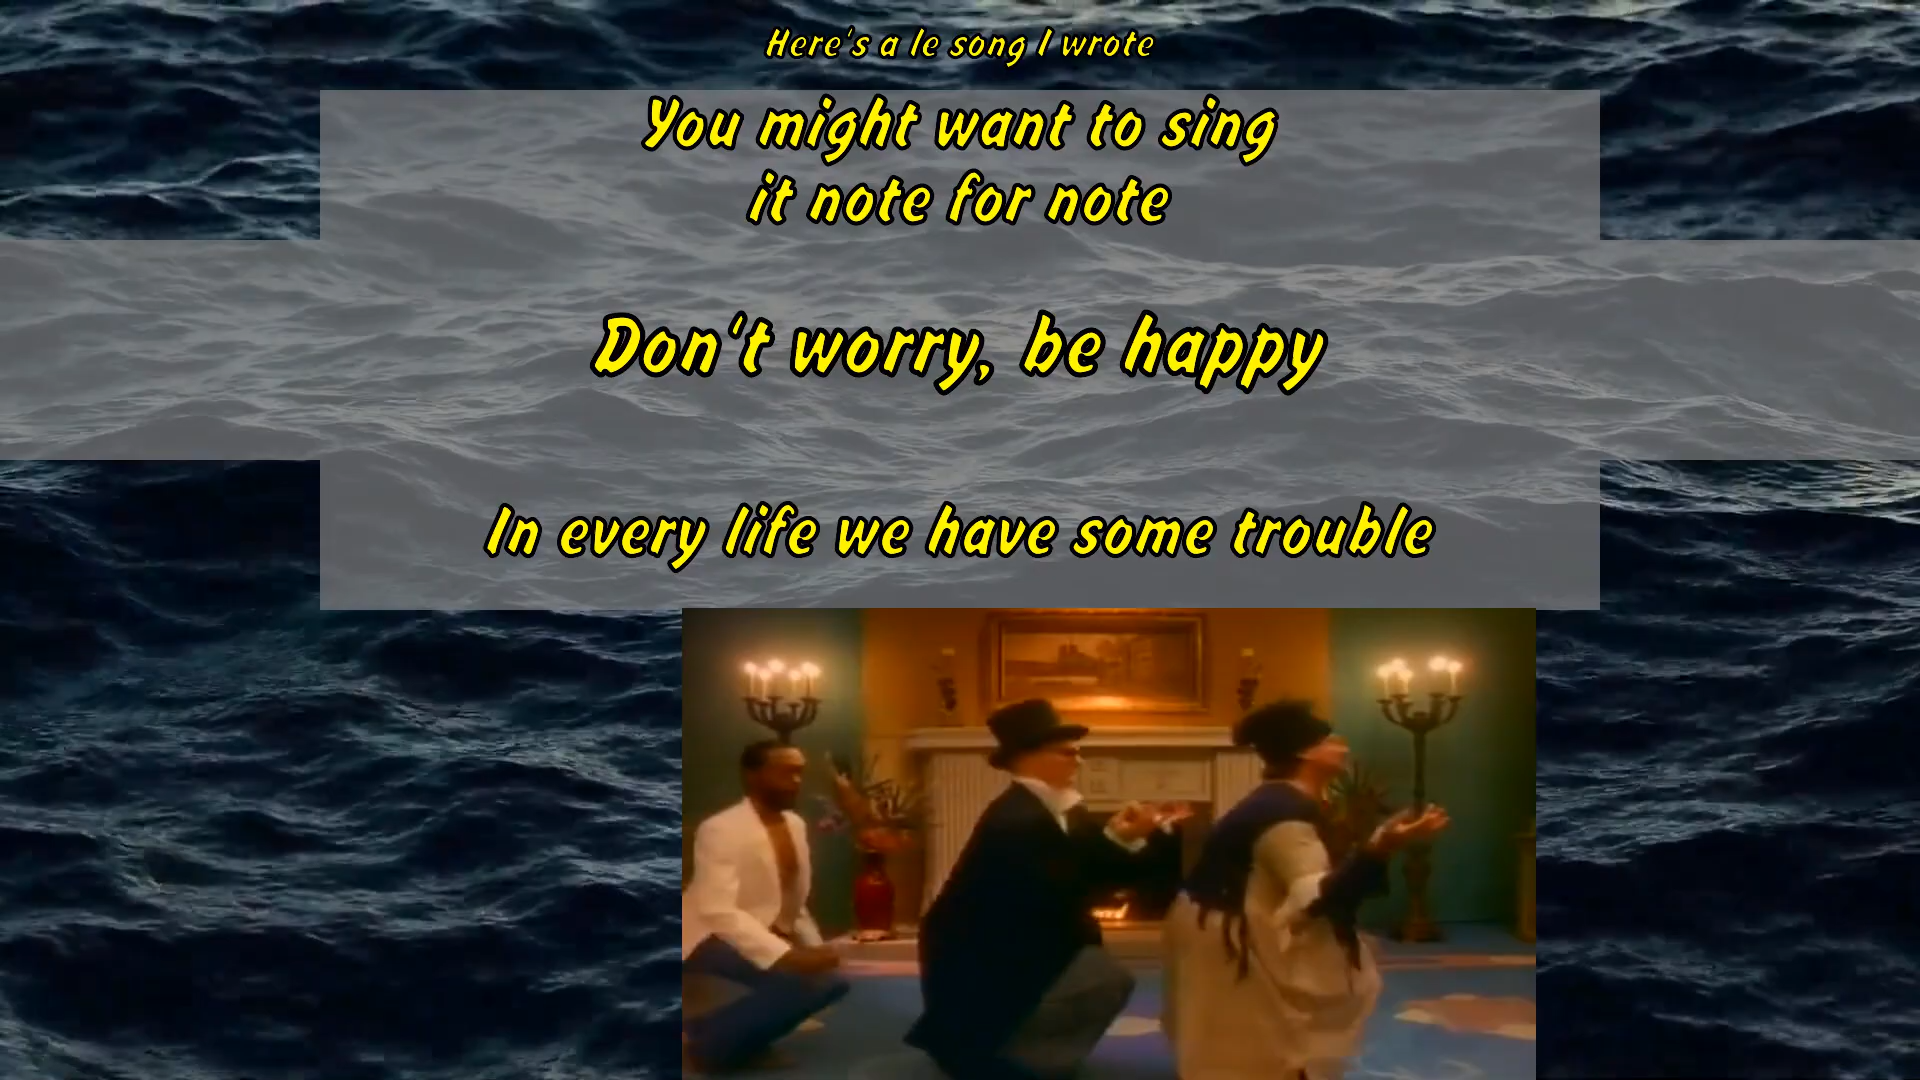 Here's a le song I wrote
You might want to sing
it note for note
Don't worry, be happy
In every life we have some trouble